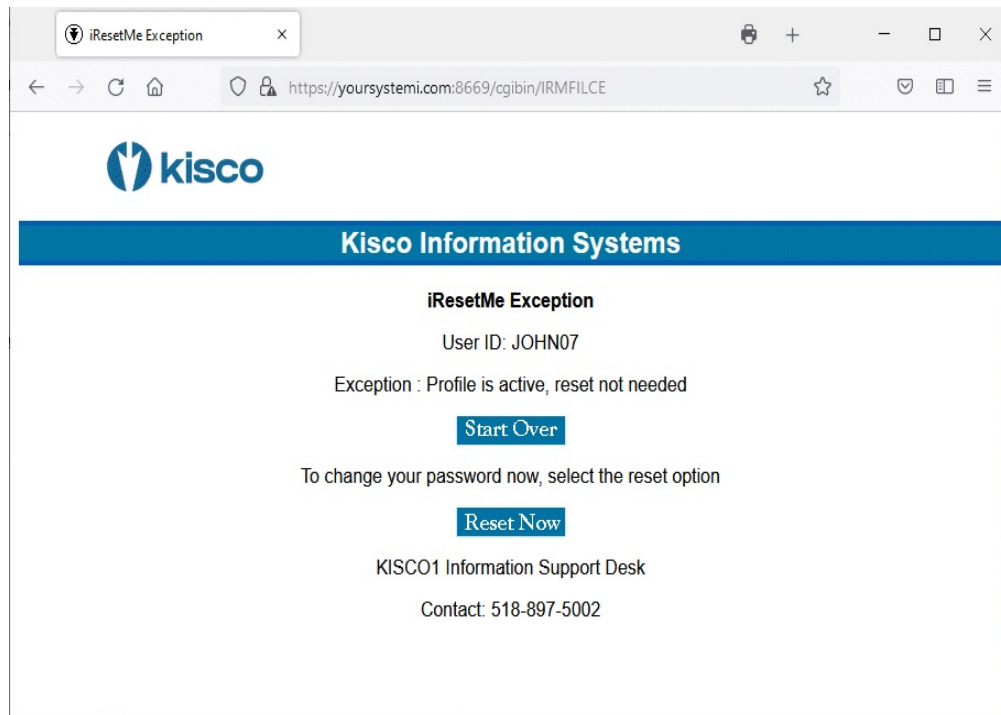 iResetMe Exception
https://yoursystemi.com:8669/cgibin/IRMFILCE
kisco
Kisco Information Systems
iResetMe Exception
User ID: JOHN07
Exception : Profile is active, reset not needed
Start Over
To change your password now, select the reset option
Reset Now
KISCO1 Information Support Desk
Contact: 518-897-5002